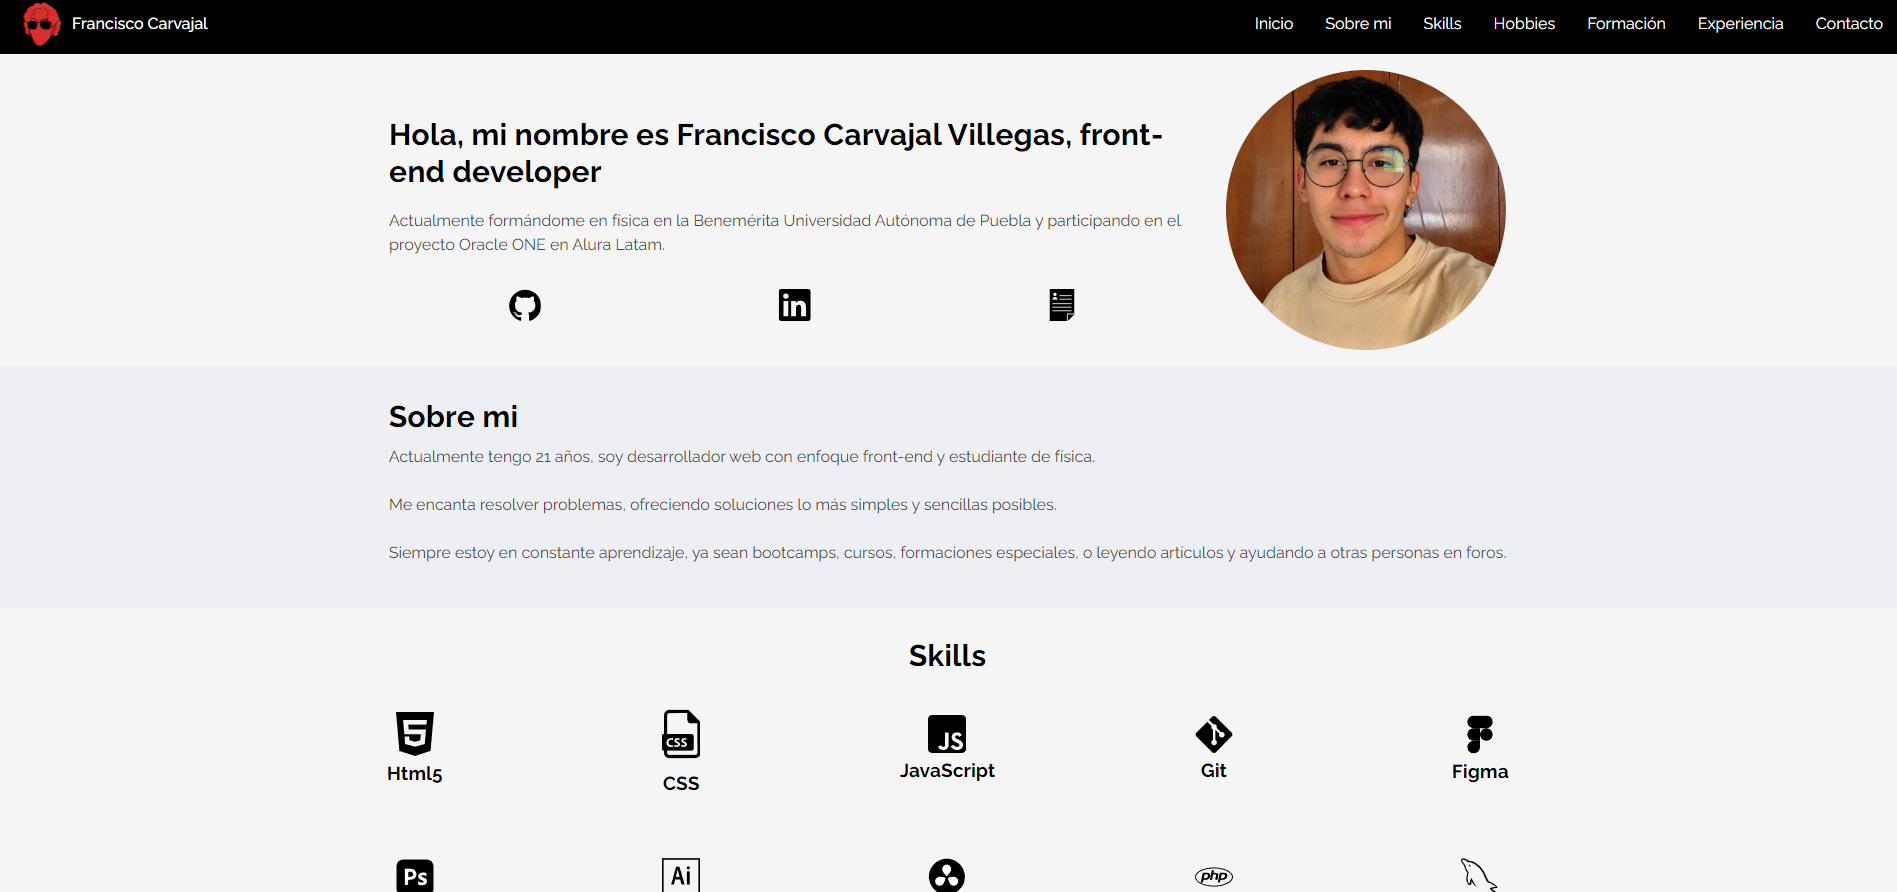 Francisco Carvajal
Inicio Sobre mi Skills Hobbies Formación Experiencia Contacto
Hola, mi nombre es Francisco Carvajal Villegas, front-
end developer
Actualmente formándome en física en la Benemérita Universidad Autónoma de Puebla y participando en el
proyecto Oracle ONE en Alura Latam.
in
Sobre mi
Actualmente tengo 21 años, soy desarrollador web con enfoque front-end y estudiante de física.
Me encanta resolver problemas, ofreciendo soluciones lo más simples y sencillas posibles.
Siempre estoy en constante aprendizaje, ya sean bootcamps, cursos, formaciones especiales, o leyendo artículos y ayudando a otras personas en foros.
Skills
5 CSS JS
Html5 CSS JavaScript Git Figma
Ps Ai php